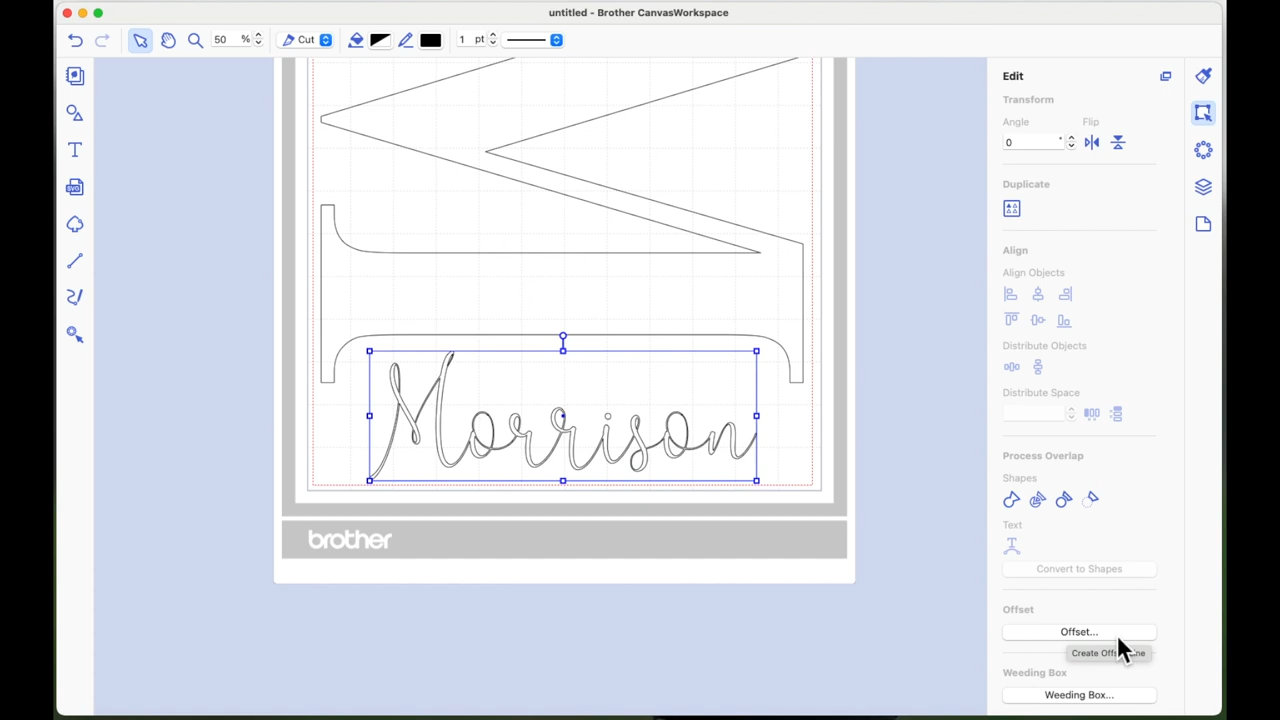 untitled - Brother CanvasWorkspace
50 %
Cut
1 pt
Edit
Transform
Angle Flip
0 °
Duplicate
Align
Align Objects
Distribute Objects
Distribute Space
Process Overlap
Shapes
Text
Convert to Shapes
Offset
Offset...
Weeding Box
Weeding Box...
Morrison
brother